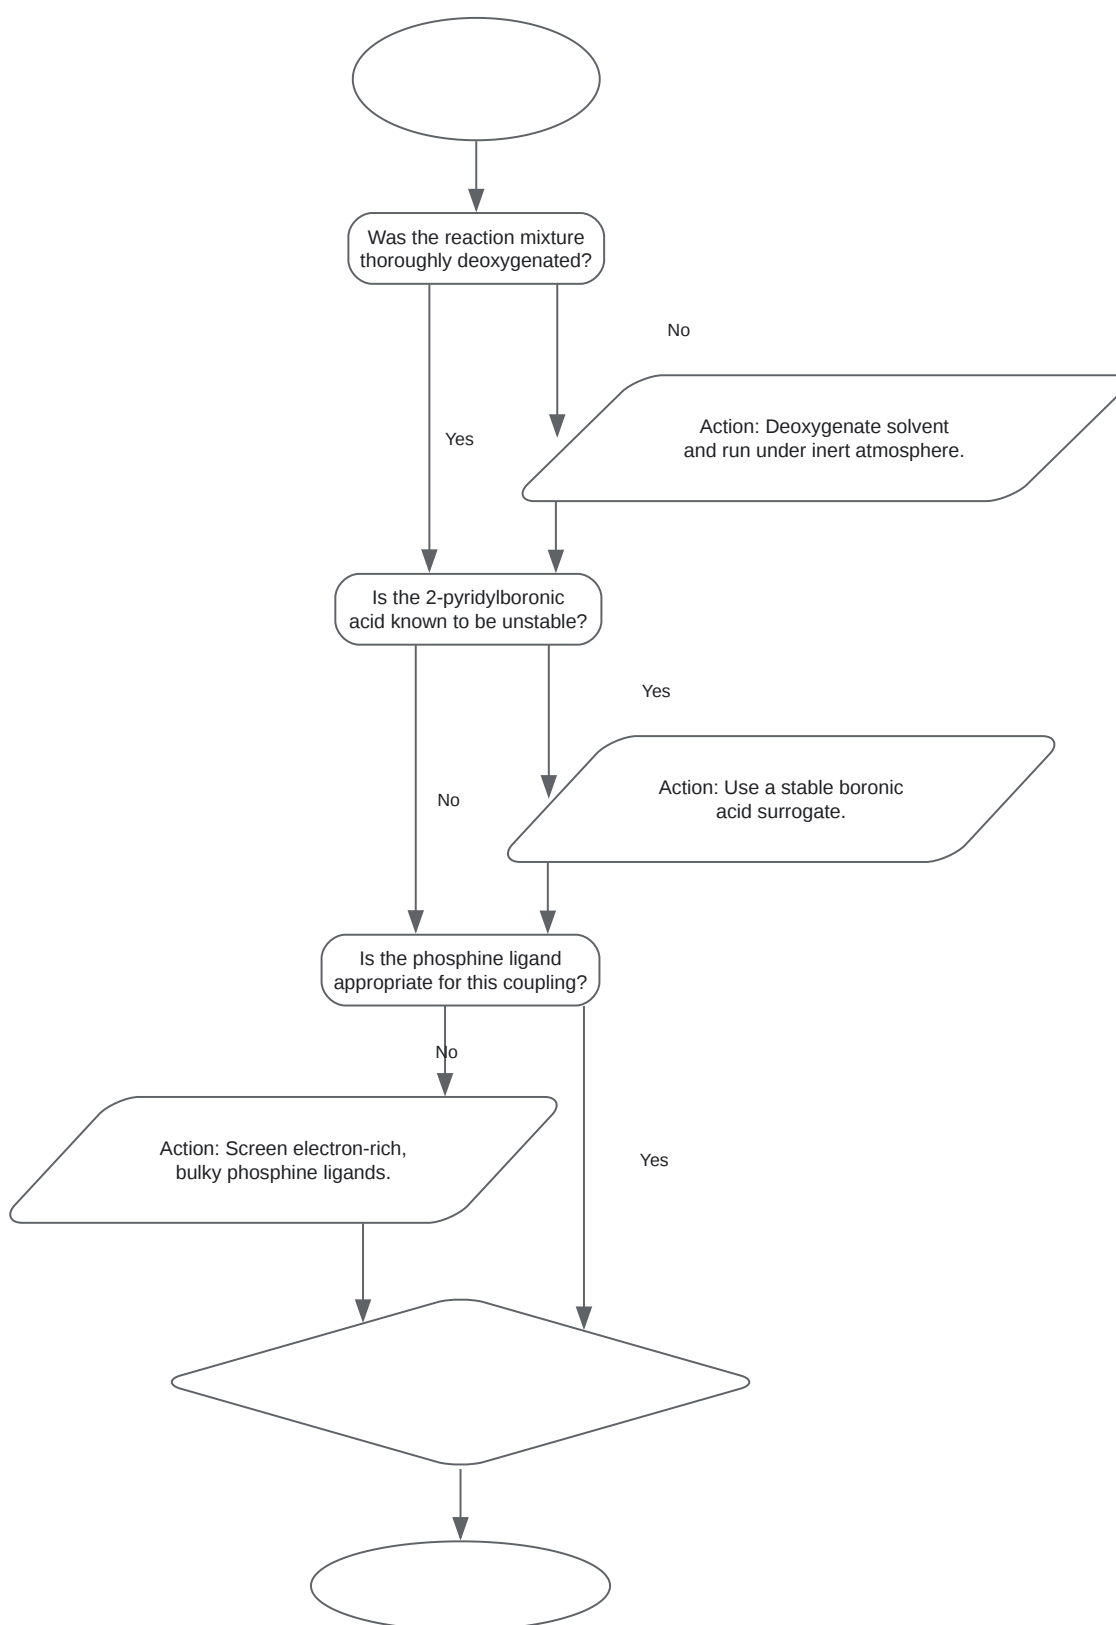 Was the reaction mixture
thoroughly deoxygenated?
No
Action: Deoxygenate solvent
and run under inert atmosphere.
Yes
Is the 2-pyridylboronic
acid known to be unstable?
Yes
Action: Use a stable boronic
acid surrogate.
No
Is the phosphine ligand
appropriate for this coupling?
No
Action: Screen electron-rich,
bulky phosphine ligands.
Yes